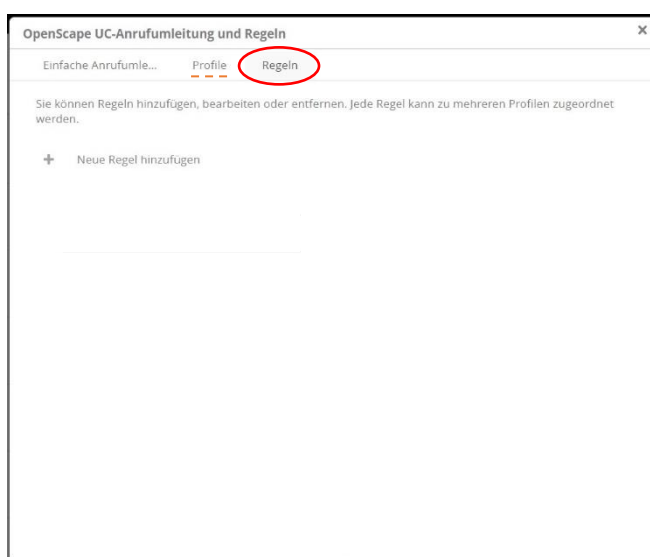 OpenScape UC-Anrufumleitung und Regeln
Einfache Anrufumle... Profile Regeln
Sie können Regeln hinzufügen, bearbeiten oder entfernen. Jede Regel kann zu mehreren Profilen zugeordnet
werden.
+ Neue Regel hinzufügen